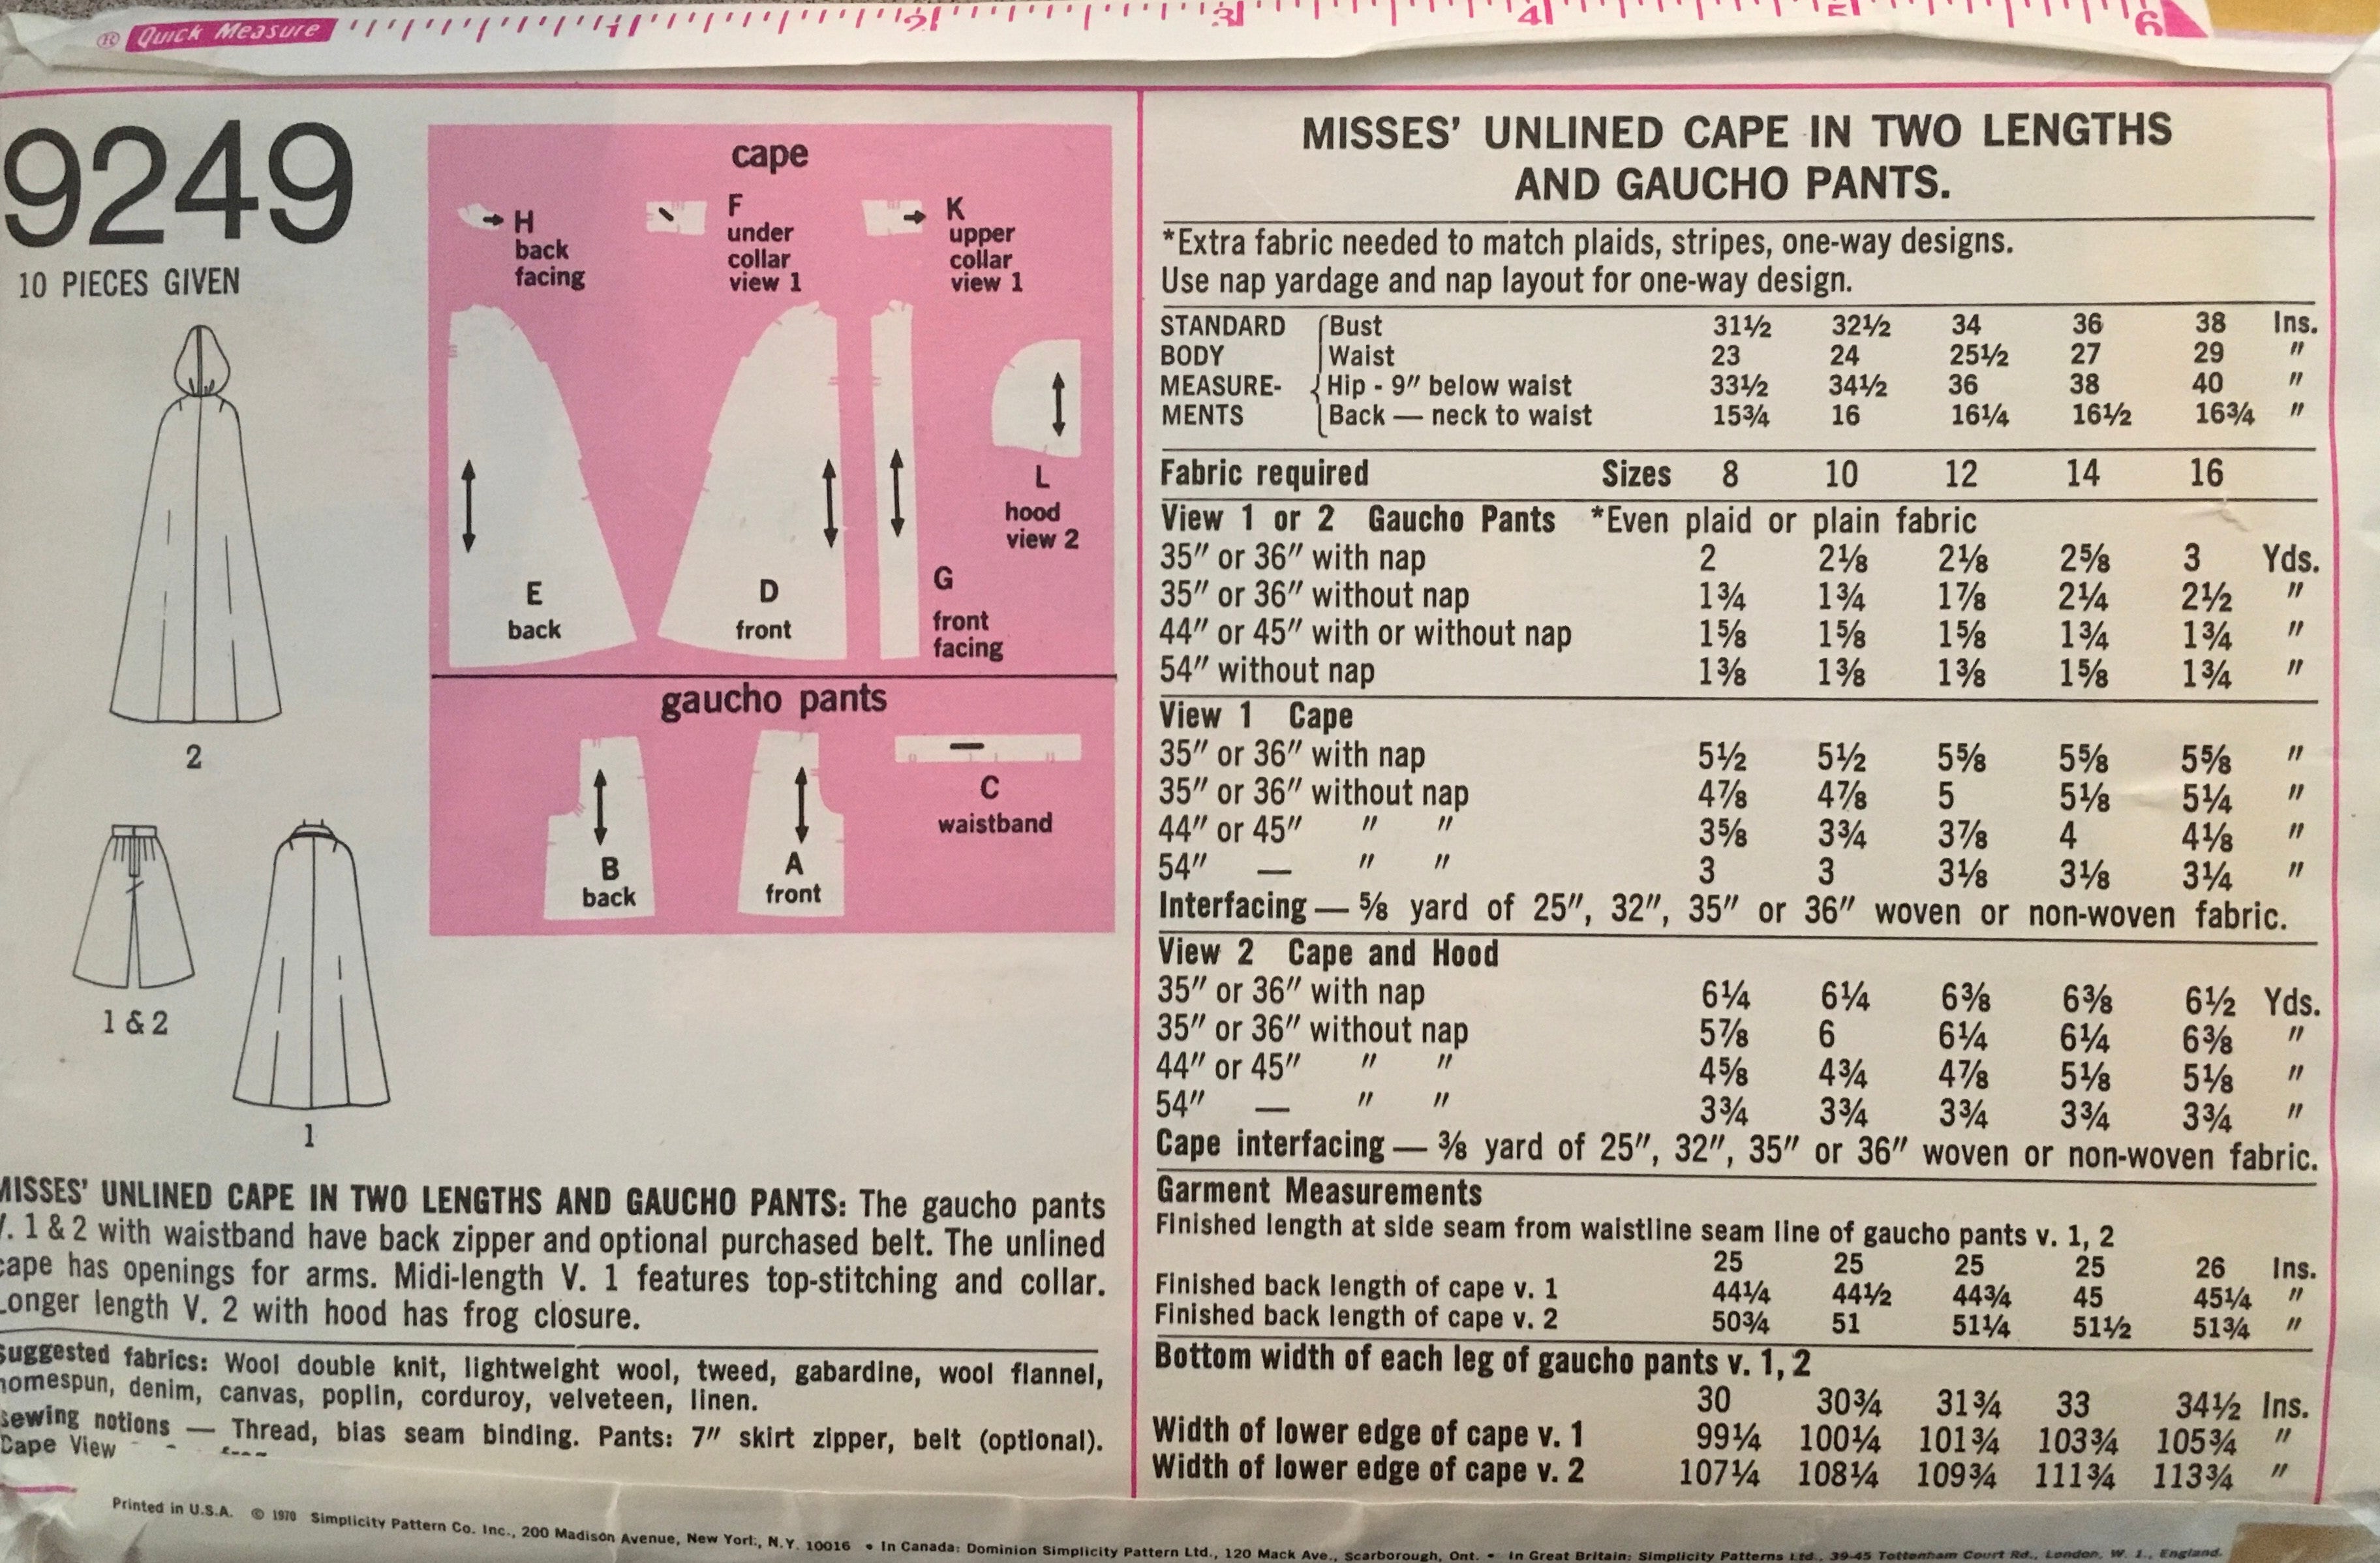 ® Quick Measure
1 2 3 4 5 6
9249
10 PIECES GIVEN
2
1 & 2
1
cape
H
back
facing
F
under
collar
view 1
K
upper
collar
view 1
E
back
D
front
G
front
facing
L
hood
view 2
gaucho pants
B
back
A
front
C
waistband
MISSES' UNLINED CAPE IN TWO LENGTHS AND GAUCHO PANTS: The gaucho pants
V. 1 & 2 with waistband have back zipper and optional purchased belt. The unlined
cape has openings for arms. Midi-length V. 1 features top-stitching and collar.
Longer length V. 2 with hood has frog closure.
Suggested fabrics: Wool double knit, lightweight wool, tweed, gabardine, wool flannel,
homespun, denim, canvas, poplin, corduroy, velveteen, linen.
Sewing notions — Thread, bias seam binding. Pants: 7" skirt zipper, belt (optional).
Cape View
MISSES' UNLINED CAPE IN TWO LENGTHS
AND GAUCHO PANTS.
*Extra fabric needed to match plaids, stripes, one-way designs.
Use nap yardage and nap layout for one-way design.
STANDARD Bust 31½ 32½ 34 36 38 Ins.
BODY Waist 23 24 25½ 27 29 "
MEASURE- Hip - 9" below waist 33½ 34½ 36 38 40 "
MENTS Back — neck to waist 15¾ 16 16¼ 16½ 16¾ "
Fabric required Sizes 8 10 12 14 16
View 1 or 2 Gaucho Pants *Even plaid or plain fabric
35" or 36" with nap 2 2⅛ 2⅛ 2⅝ 3 Yds.
35" or 36" without nap 1¾ 1¾ 1⅞ 2¼ 2½ "
44" or 45" with or without nap 1⅝ 1⅝ 1⅝ 1¾ 1¾ "
54" without nap 1⅜ 1⅜ 1⅜ 1⅝ 1¾ "
View 1 Cape
35" or 36" with nap 5½ 5½ 5⅝ 5⅝ 5⅝ "
35" or 36" without nap 4⅞ 4⅞ 5 5⅛ 5¼ "
44" or 45" " " 3⅝ 3¾ 3⅞ 4 4⅛ "
54" — " " 3 3 3⅛ 3⅛ 3¼ "
Interfacing — ⅝ yard of 25", 32", 35" or 36" woven or non-woven fabric.
View 2 Cape and Hood
35" or 36" with nap 6¼ 6¼ 6⅜ 6⅜ 6½ Yds.
35" or 36" without nap 5⅞ 6 6¼ 6¼ 6⅜ "
44" or 45" " " 4⅝ 4¾ 4⅞ 5⅛ 5⅛ "
54" — " " 3¾ 3¾ 3¾ 3¾ 3¾ "
Cape interfacing — ⅜ yard of 25", 32", 35" or 36" woven or non-woven fabric.
Garment Measurements
Finished length at side seam from waistline seam line of gaucho pants v. 1, 2
25 25 25 25 26 Ins.
Finished back length of cape v. 1 44¼ 44½ 44¾ 45 45¼ "
Finished back length of cape v. 2 50¾ 51 51¼ 51½ 51¾ "
Bottom width of each leg of gaucho pants v. 1, 2
30 30¾ 31¾ 33 34½ Ins.
Width of lower edge of cape v. 1 99¼ 100¼ 101¾ 103¾ 105¾ "
Width of lower edge of cape v. 2 107¼ 108¼ 109¾ 111¾ 113¾ "
Printed in U.S.A. © 1970 Simplicity Pattern Co. Inc., 200 Madison Avenue, New York, N.Y. 10016 • In Canada: Dominion Simplicity Pattern Ltd., 120 Mack Ave., Scarborough, Ont. • In Great Britain: Simplicity Patterns Ltd., 39-45 Tottenham Court Rd., London, W. 1., England.